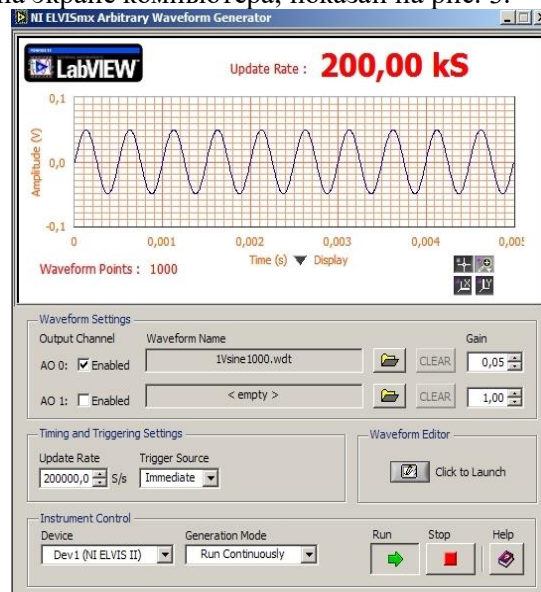 на экране компьютера, показан на рис. 3.
NI ELVISmx Arbitrary Waveform Generator
LabVIEW
Update Rate : 200,00 kS
0,1
0,0
-0,1
Amplitude (V)
0 0,001 0,002 0,003 0,004 0,005
Time (s) Display
Waveform Points : 1000
Waveform Settings
Output Channel Waveform Name Gain
AO 0: Enabled 1Vsine1000.wdt CLEAR 0,05
AO 1: Enabled < empty > CLEAR 1,00
Timing and Triggering Settings
Update Rate Trigger Source
200000,0 S/s Immediate
Waveform Editor
Click to Launch
Instrument Control
Device Generation Mode Run Stop Help
Dev1 (NI ELVIS II) Run Continuously